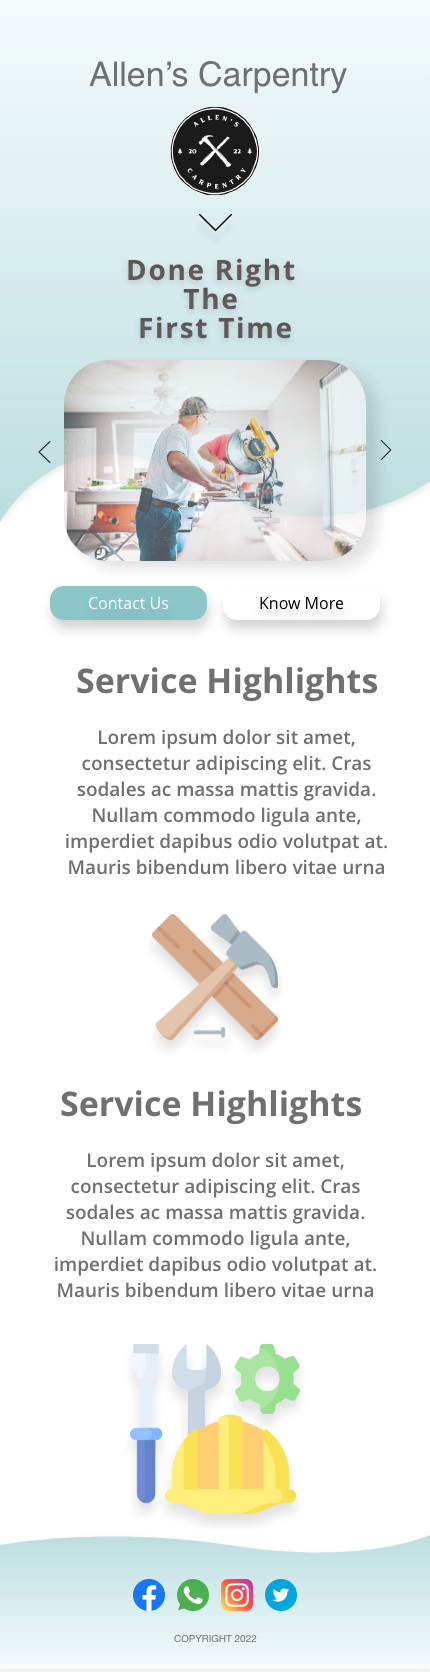 Allen's Carpentry
ALLEN'S
20 22
CARPENTRY
Done Right
The
First Time
Contact Us
Know More
Service Highlights
Lorem ipsum dolor sit amet,
consectetur adipiscing elit. Cras
sodales ac massa mattis gravida.
Nullam commodo ligula ante,
imperdiet dapibus odio volutpat at.
Mauris bibendum libero vitae urna
Service Highlights
Lorem ipsum dolor sit amet,
consectetur adipiscing elit. Cras
sodales ac massa mattis gravida.
Nullam commodo ligula ante,
imperdiet dapibus odio volutpat at.
Mauris bibendum libero vitae urna
COPYRIGHT 2022